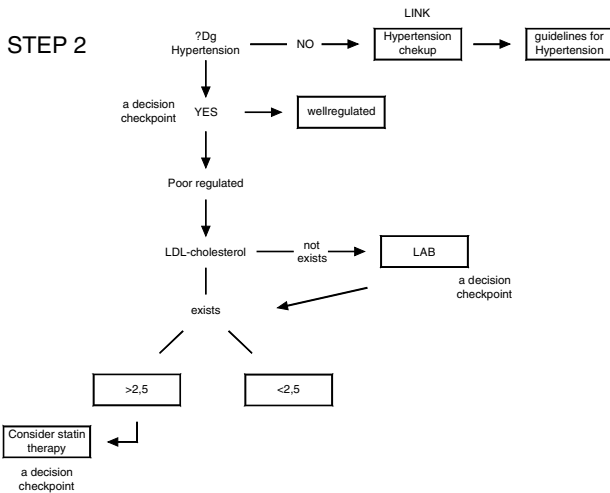 LINK
STEP 2
?Dg
Hypertension
NO
Hypertension
chekup
guidelines for
Hypertension
a decision
checkpoint
YES
wellregulated
Poor regulated
LDL-cholesterol
not
exists
LAB
a decision
checkpoint
exists
>2,5
<2,5
Consider statin
therapy
a decision
checkpoint